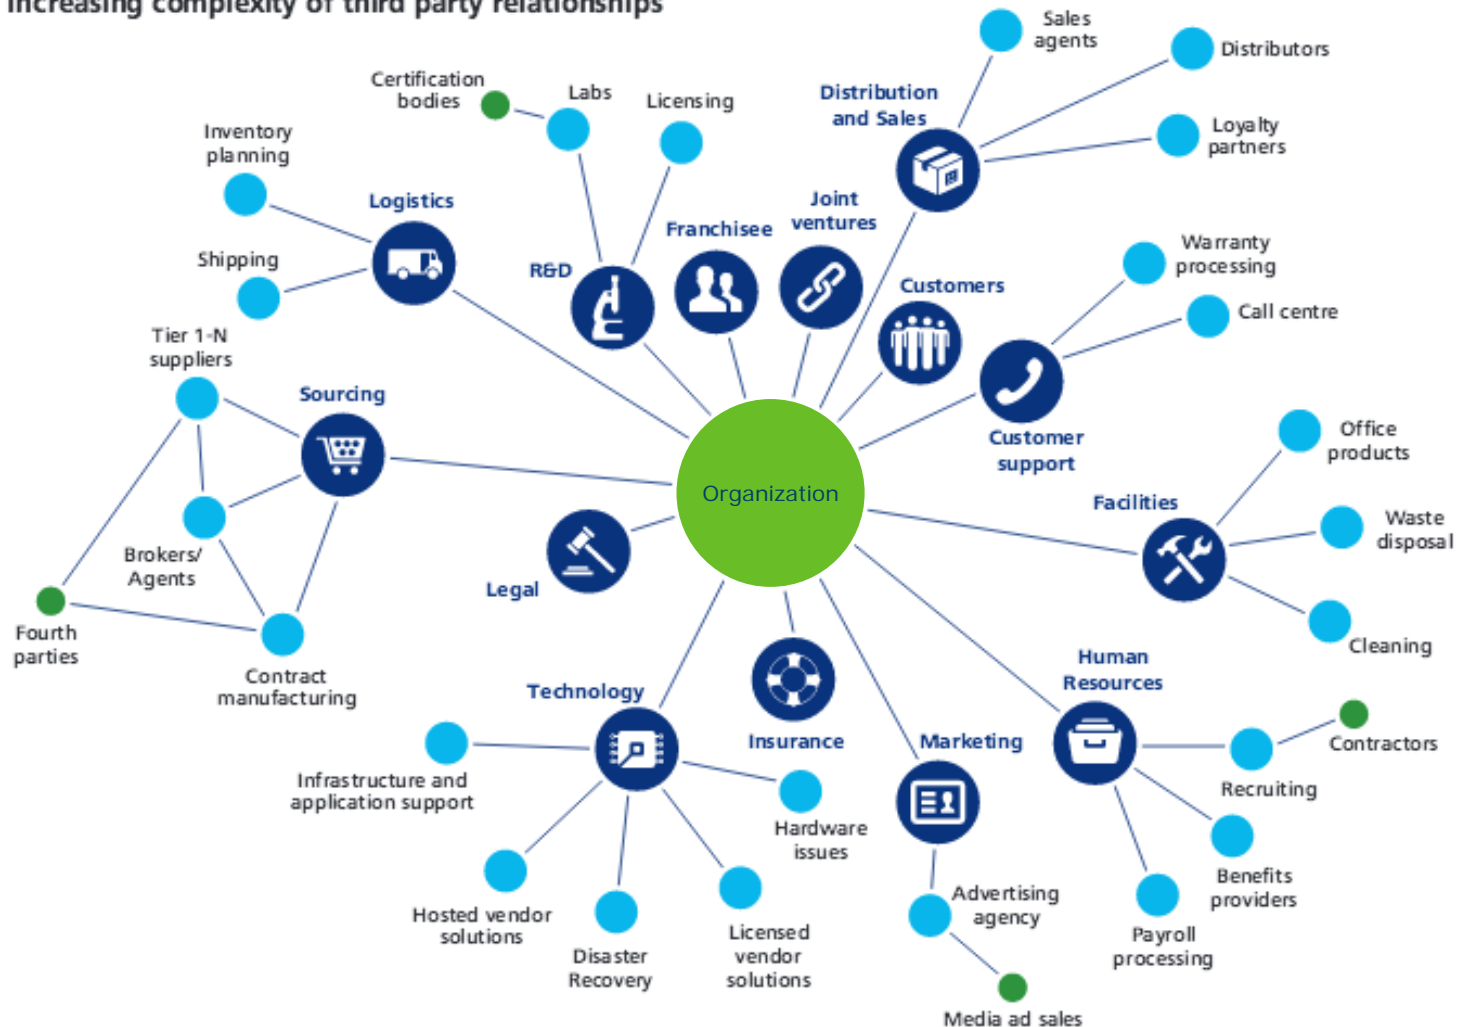 Increasing complexity of third party relationships
Sales
agents
Distributors
Certification
bodies
Labs
Licensing
Distribution
and Sales
Loyalty
partners
Inventory
planning
Logistics
Joint
ventures
Franchisee
Shipping
R&D
Customers
Warranty
processing
Call centre
Tier 1-N
suppliers
Sourcing
Customer
support
Office
products
Organization
Facilities
Waste
disposal
Brokers/
Agents
Legal
Fourth
parties
Cleaning
Contract
manufacturing
Human
Resources
Technology
Insurance
Marketing
Contractors
Infrastructure and
application support
Recruiting
Hardware
issues
Benefits
providers
Hosted vendor
solutions
Advertising
agency
Disaster
Recovery
Licensed
vendor
solutions
Payroll
processing
Media ad sales